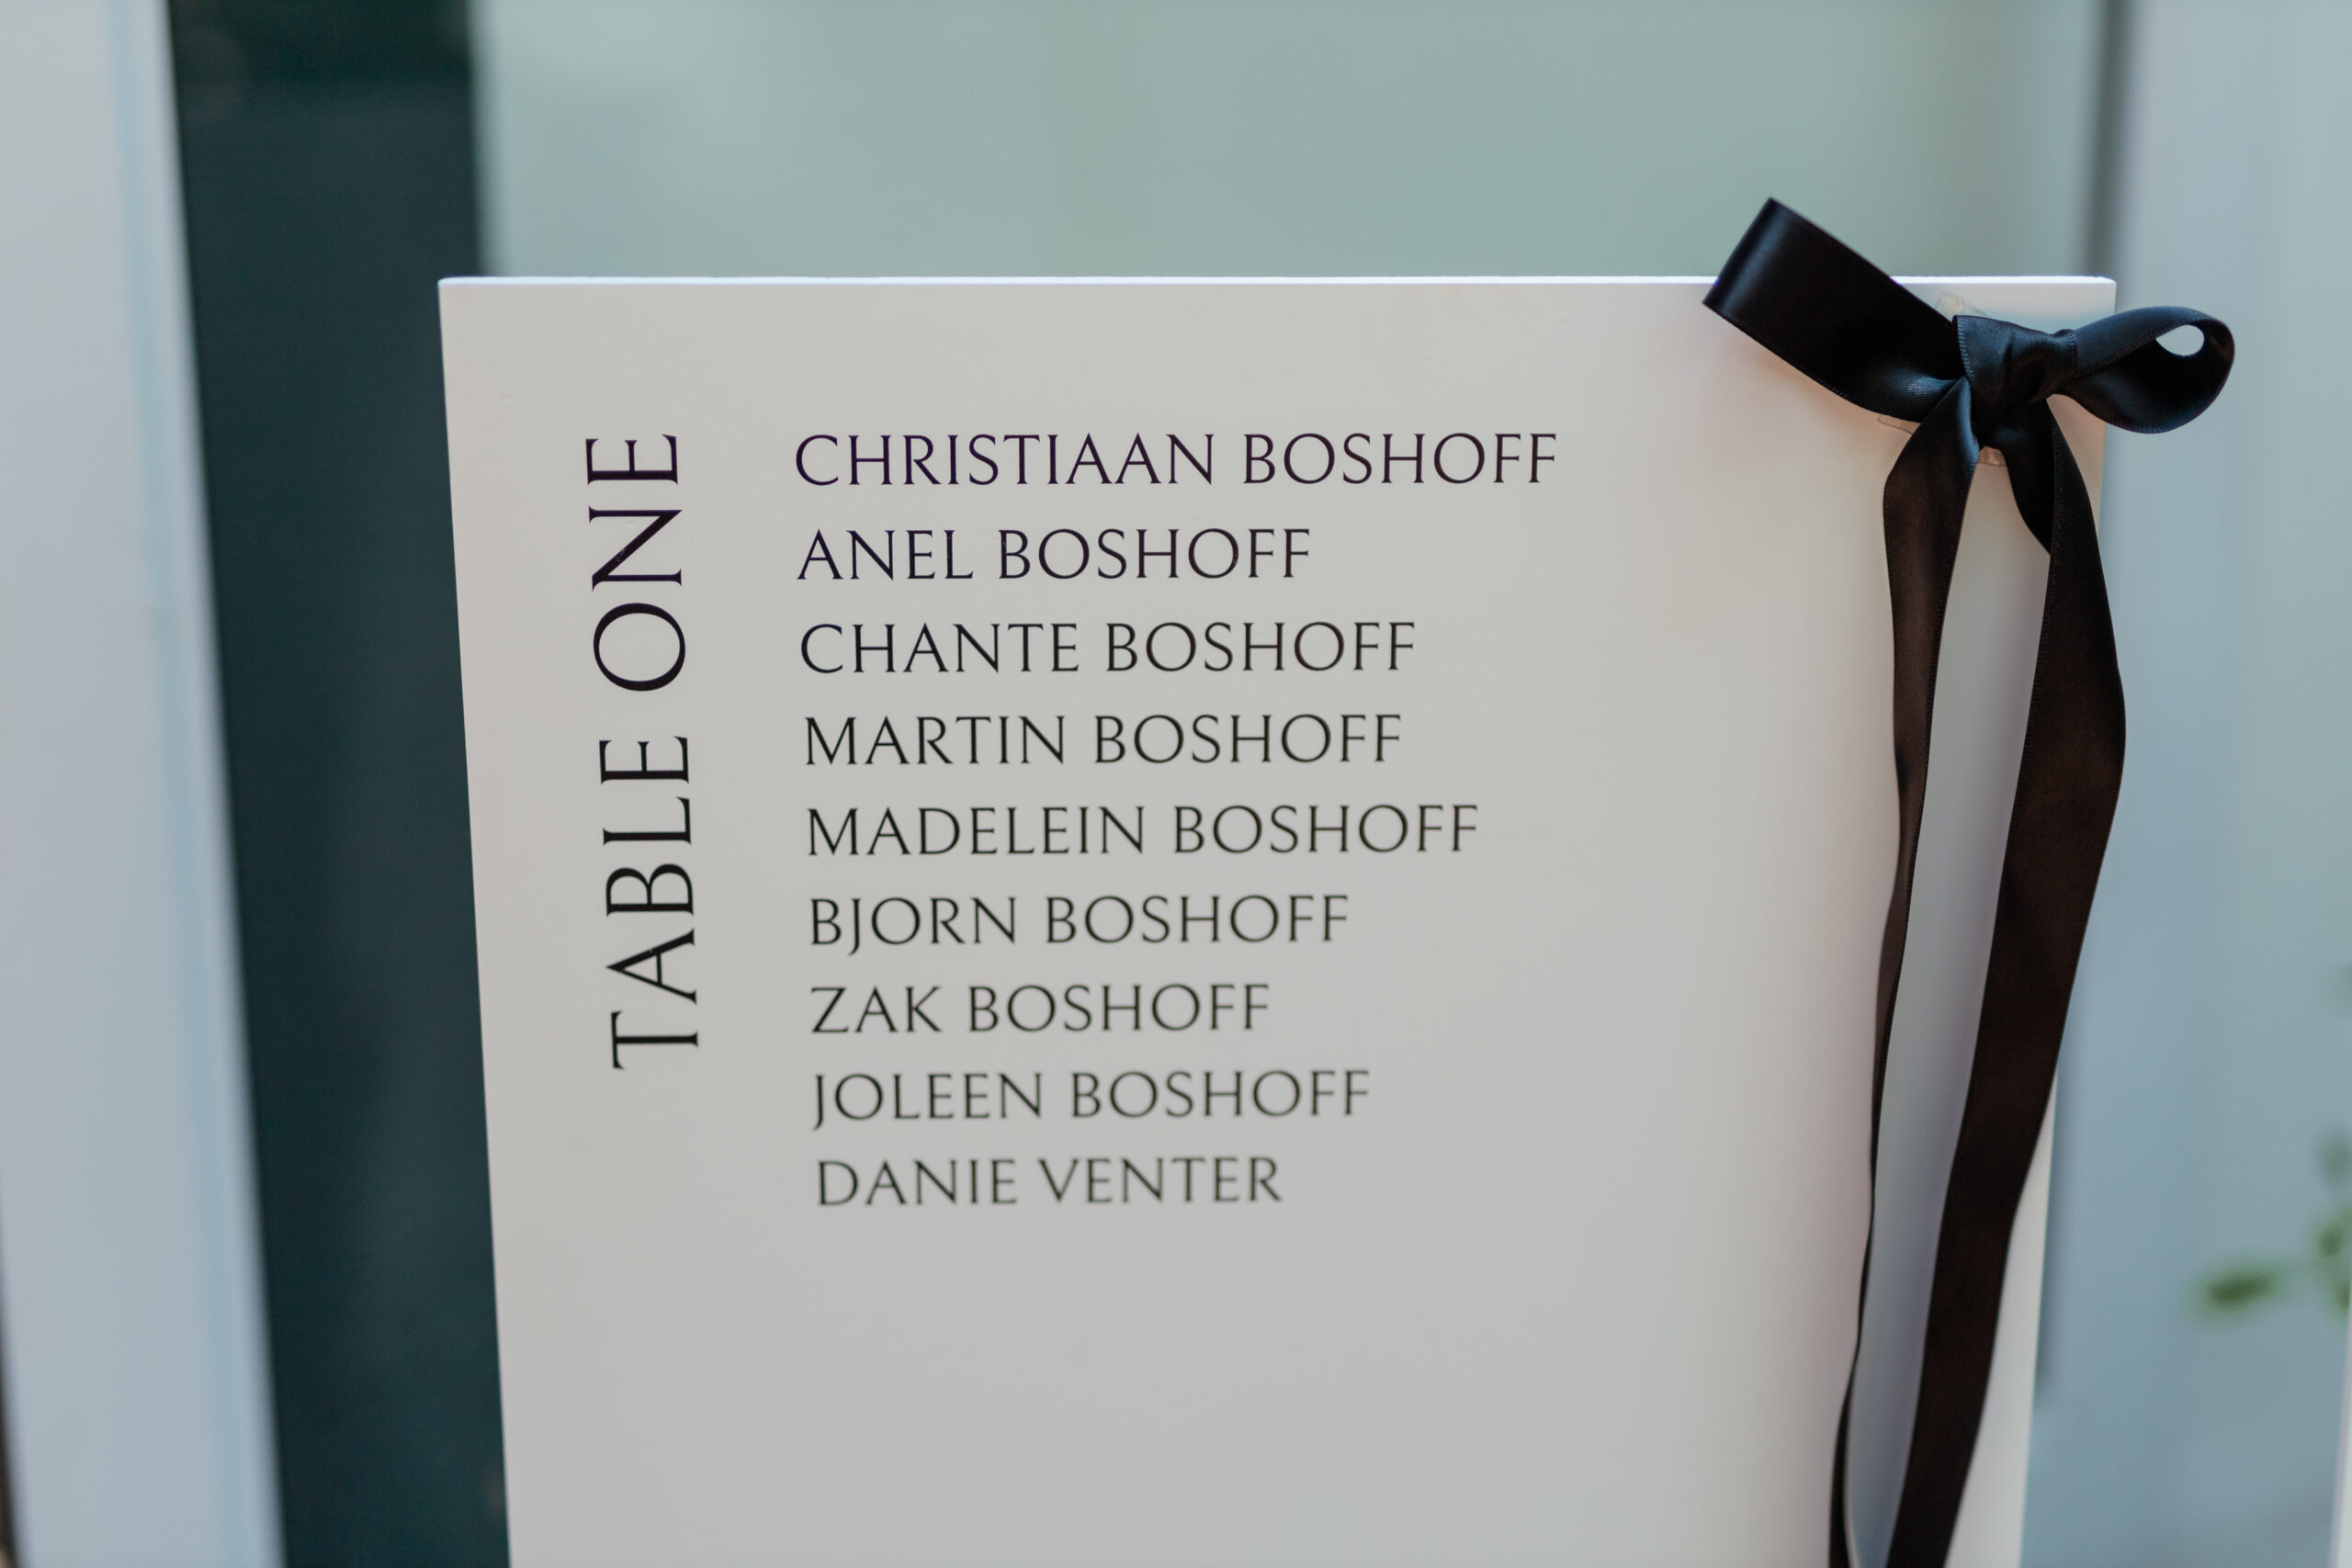 TABLE ONE
CHRISTIAAN BOSHOFF
ANEL BOSHOFF
CHANTE BOSHOFF
MARTIN BOSHOFF
MADELEIN BOSHOFF
BJORN BOSHOFF
ZAK BOSHOFF
JOLEEN BOSHOFF
DANIE VENTER